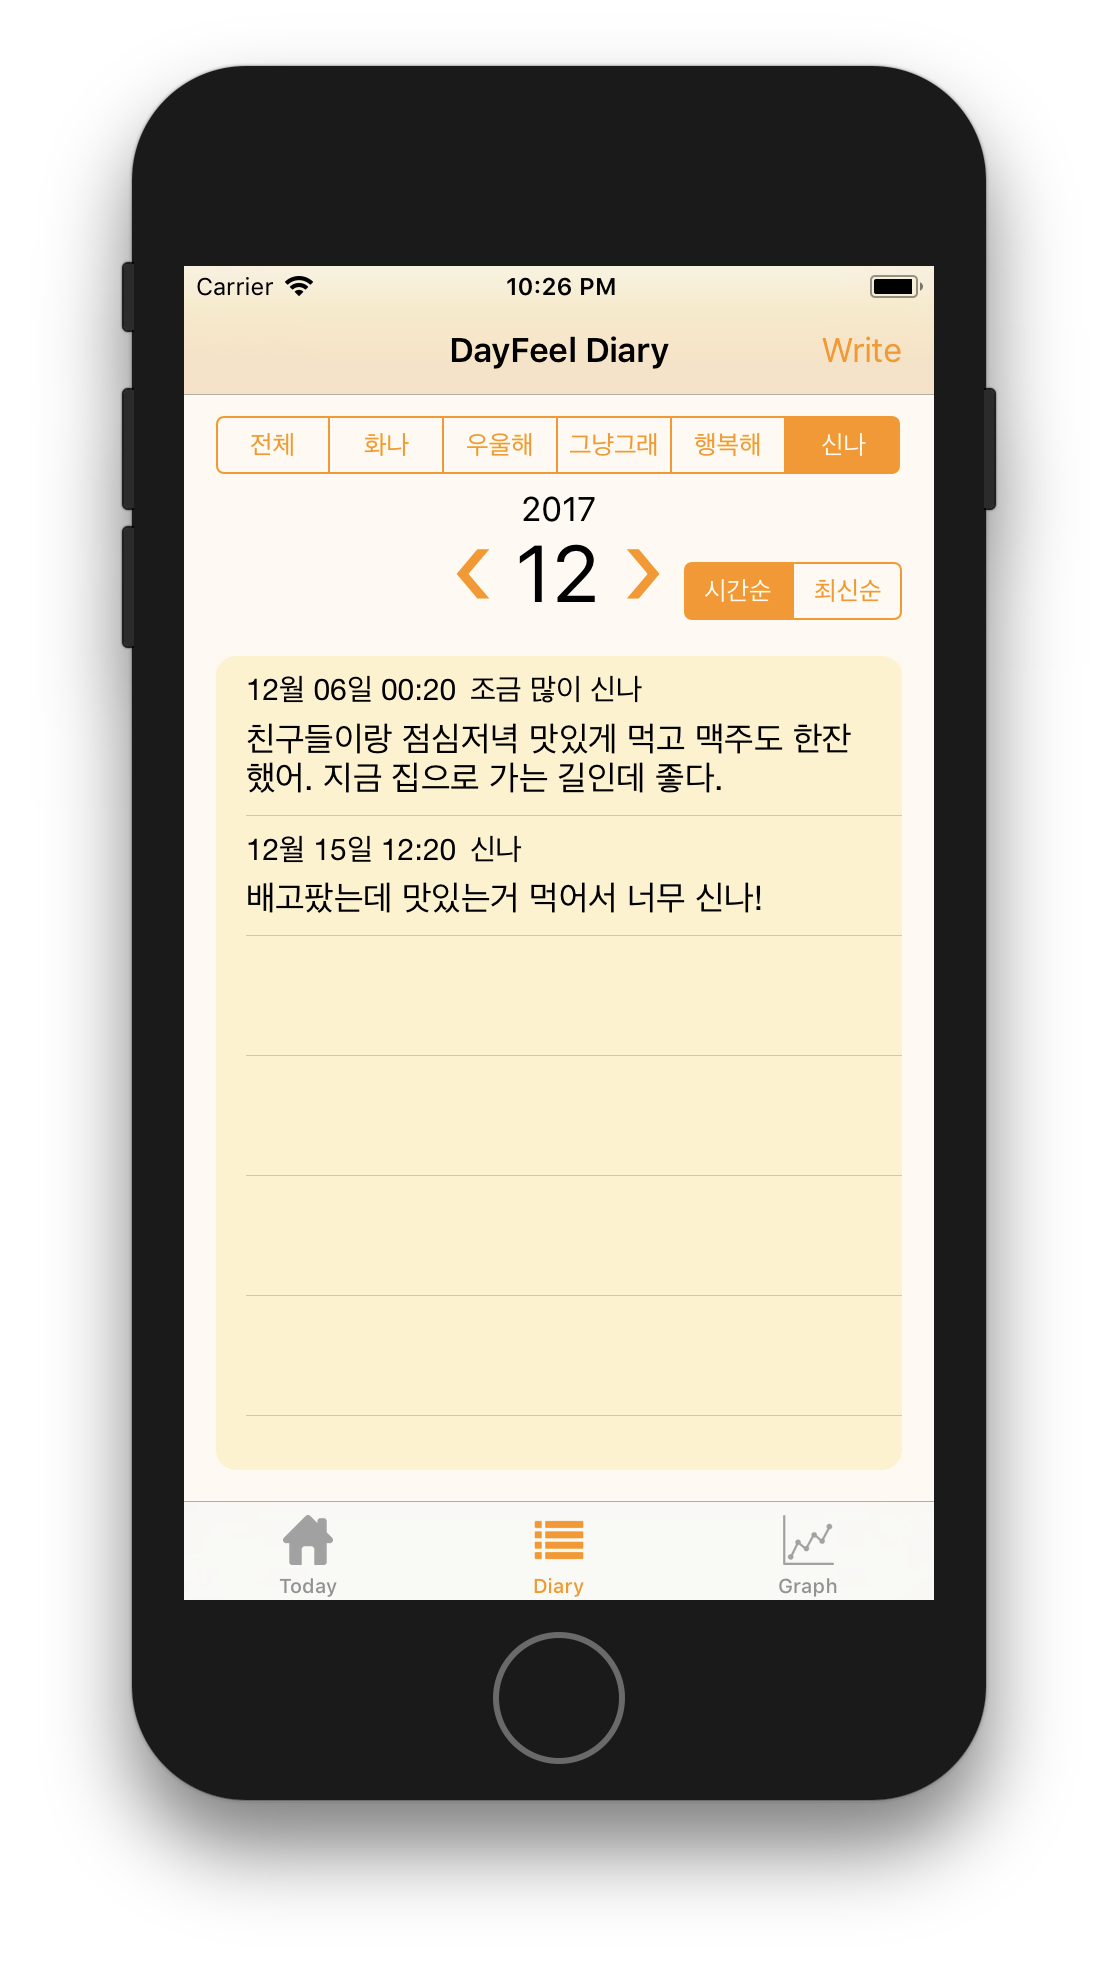 Carrier 10:26 PM
DayFeel Diary Write
전체 화나 우울해 그냥그래 행복해 신나
2017
12
시간순 최신순
12월 06일 00:20 조금 많이 신나
친구들이랑 점심저녁 맛있게 먹고 맥주도 한잔
했어. 지금 집으로 가는 길인데 좋다.
12월 15일 12:20 신나
배고팠는데 맛있는거 먹어서 너무 신나!
Today Diary Graph